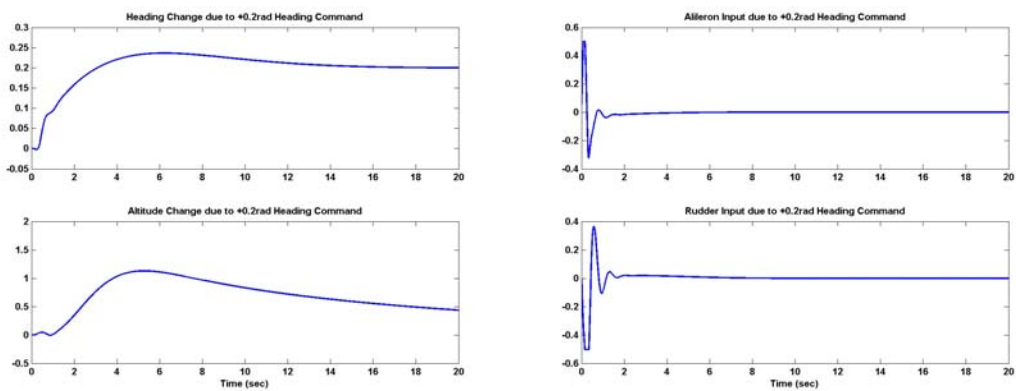 Heading Change due to +0.2rad Heading Command
0.3
0.25
0.2
0.15
0.1
0.05
0
-0.05
0 2 4 6 8 10 12 14 16 18 20
Alileron Input due to +0.2rad Heading Command
0.6
0.4
0.2
0
-0.2
-0.4
0 2 4 6 8 10 12 14 16 18 20
Altitude Change due to +0.2rad Heading Command
2
1.5
1
0.5
0
-0.5
0 2 4 6 8 10 12 14 16 18 20
Time (sec)
Rudder Input due to +0.2rad Heading Command
0.4
0.2
0
-0.2
-0.4
-0.6
0 2 4 6 8 10 12 14 16 18 20
Time (sec)